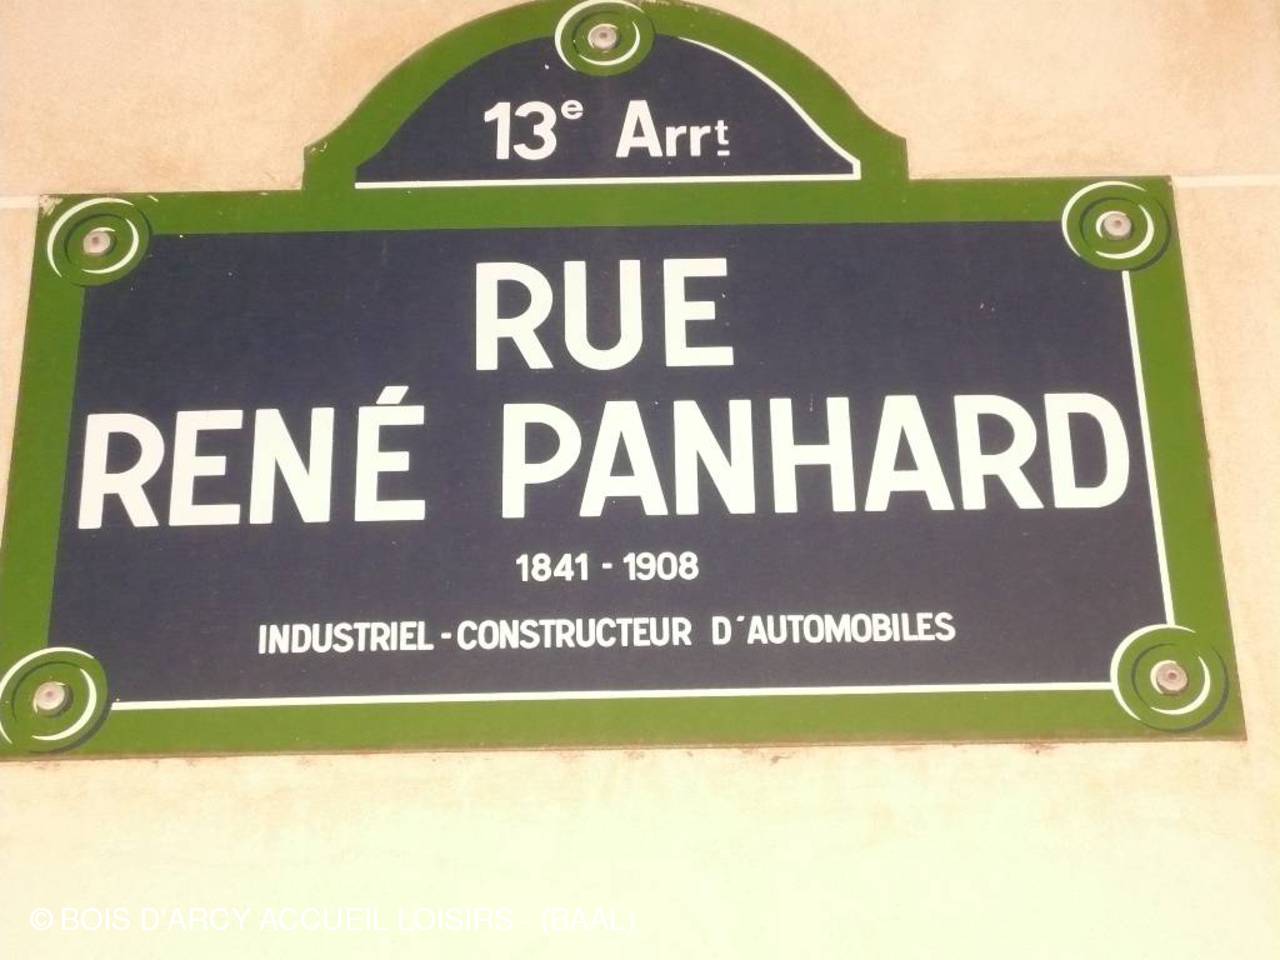 13e Arrt
RUE
RENÉ PANHARD
1841 - 1908
INDUSTRIEL - CONSTRUCTEUR D'AUTOMOBILES
© BOIS D'ARCY ACCUEIL LOISIRS - (BAAL)